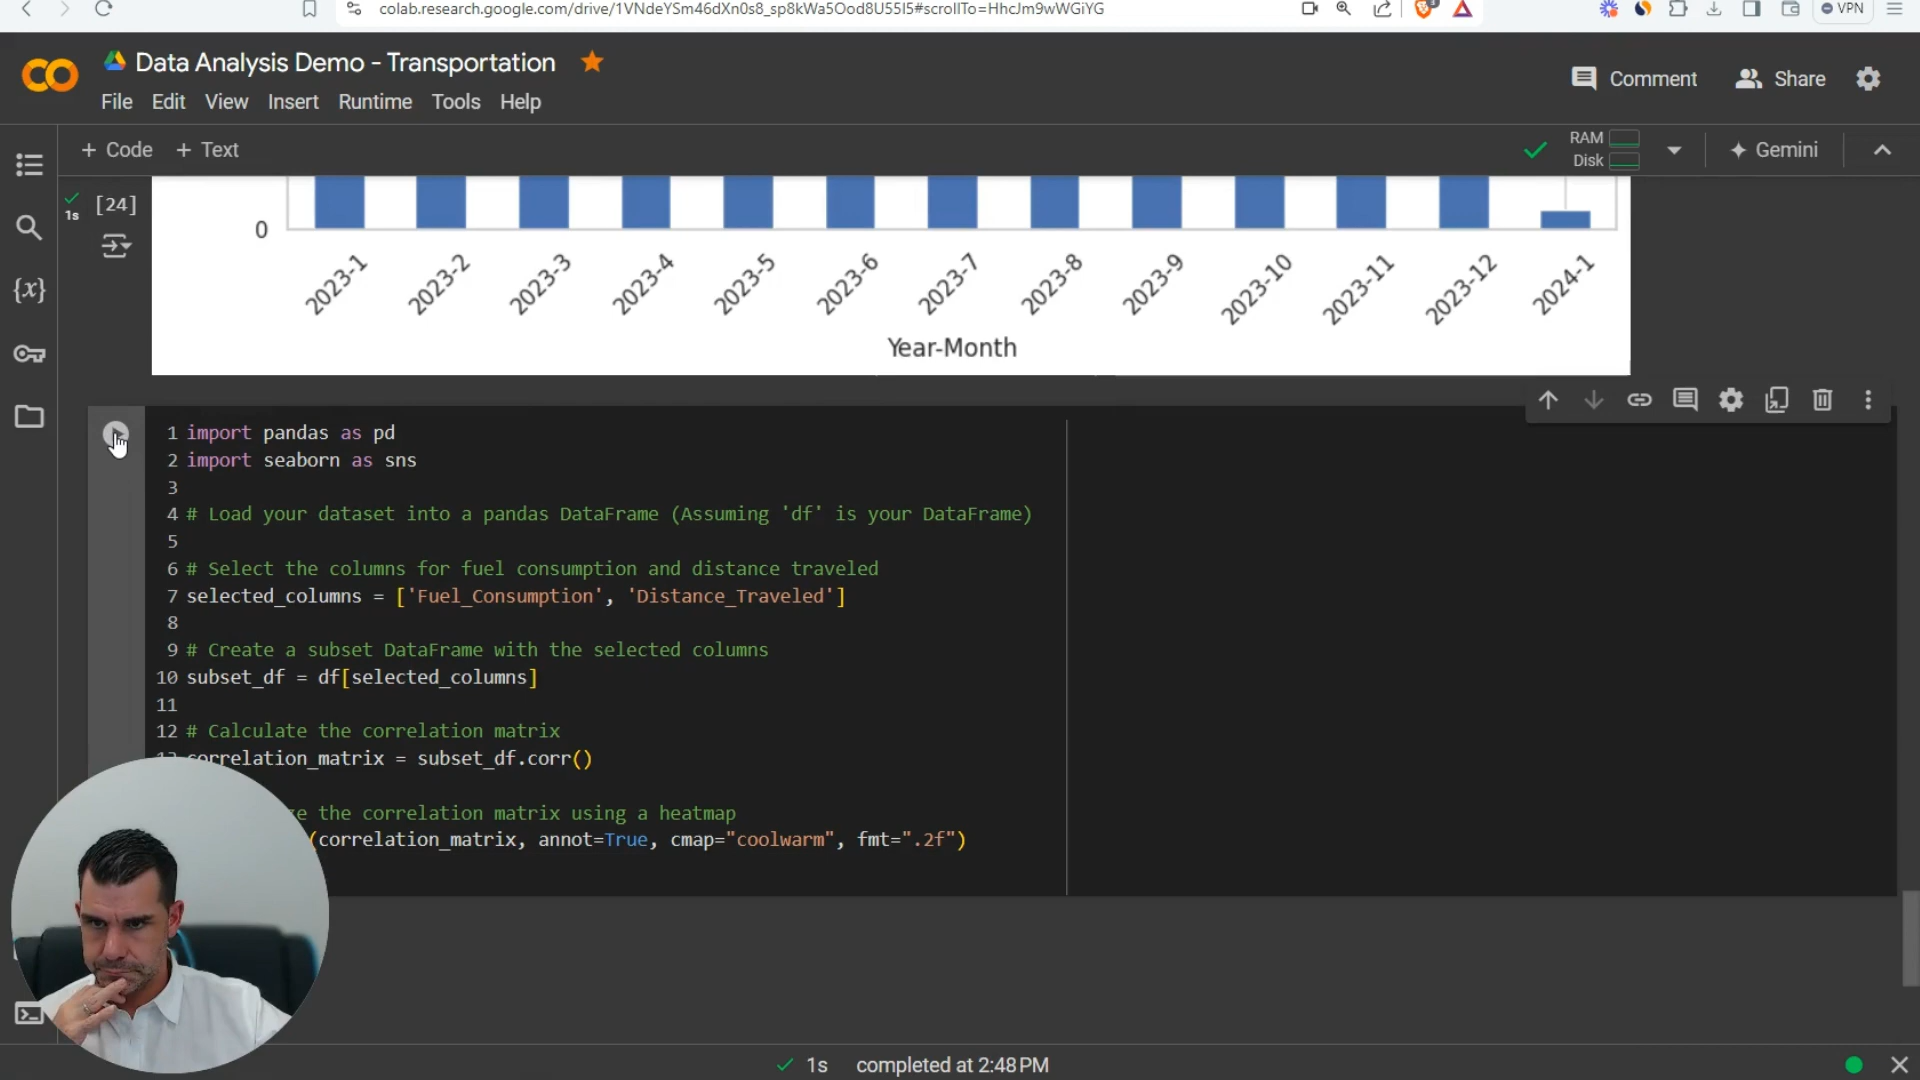 colab.research.google.com/drive/1VNdeYSm46dXn0s8_sp8kWa5Ood8U55I5#scrollTo=HhcJm9wWGiYG
VPN
Data Analysis Demo - Transportation
File Edit View Insert Runtime Tools Help
Comment
Share
+ Code + Text
RAM
Disk
Gemini
1s
[24]
0
2023-1
2023-2
2023-3
2023-4
2023-5
2023-6
2023-7
2023-8
2023-9
2023-10
2023-11
2023-12
2024-1
Year-Month
{x}
1 import pandas as pd
2 import seaborn as sns
3
4 # Load your dataset into a pandas DataFrame (Assuming 'df' is your DataFrame)
5
6 # Select the columns for fuel consumption and distance traveled
7 selected_columns = ['Fuel_Consumption', 'Distance_Traveled']
8
9 # Create a subset DataFrame with the selected columns
10 subset_df = df[selected_columns]
11
12 # Calculate the correlation matrix
13 correlation_matrix = subset_df.corr()
the correlation matrix using a heatmap
(correlation_matrix, annot=True, cmap="coolwarm", fmt=".2f")
1s completed at 2:48 PM